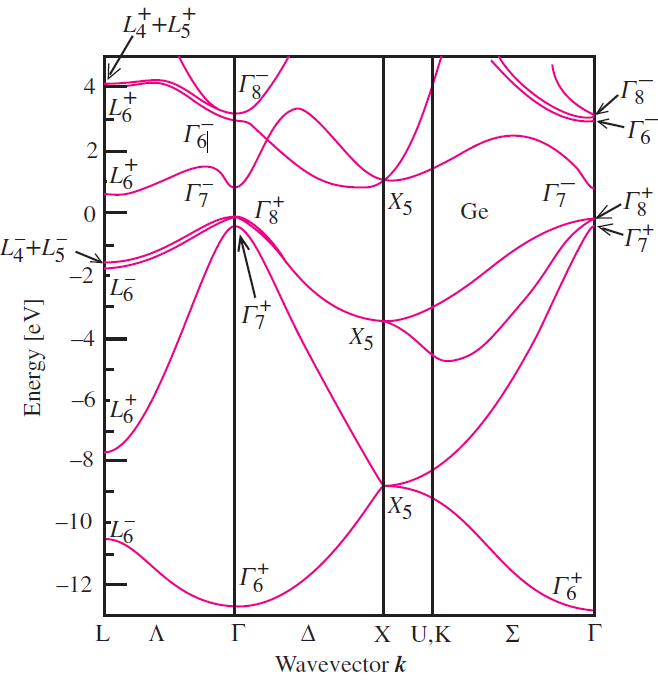 L₄⁺+L₅⁺
4
2
0
−2
−4
−6
−8
−10
−12
Energy [eV]
L₆⁺
L₆⁺
L₄⁻+L₅⁻
L₆⁻
L₆⁺
L₆⁻
Γ₈⁻
Γ₆⁻
Γ₇⁻
Γ₈⁺
Γ₇⁺
Γ₆⁺
X₅
X₅
X₅
Ge
Γ₈⁻
Γ₆⁻
Γ₇⁻
Γ₈⁺
Γ₇⁺
Γ₆⁺
L Λ Γ Δ X U,K Σ Γ
Wavevector k